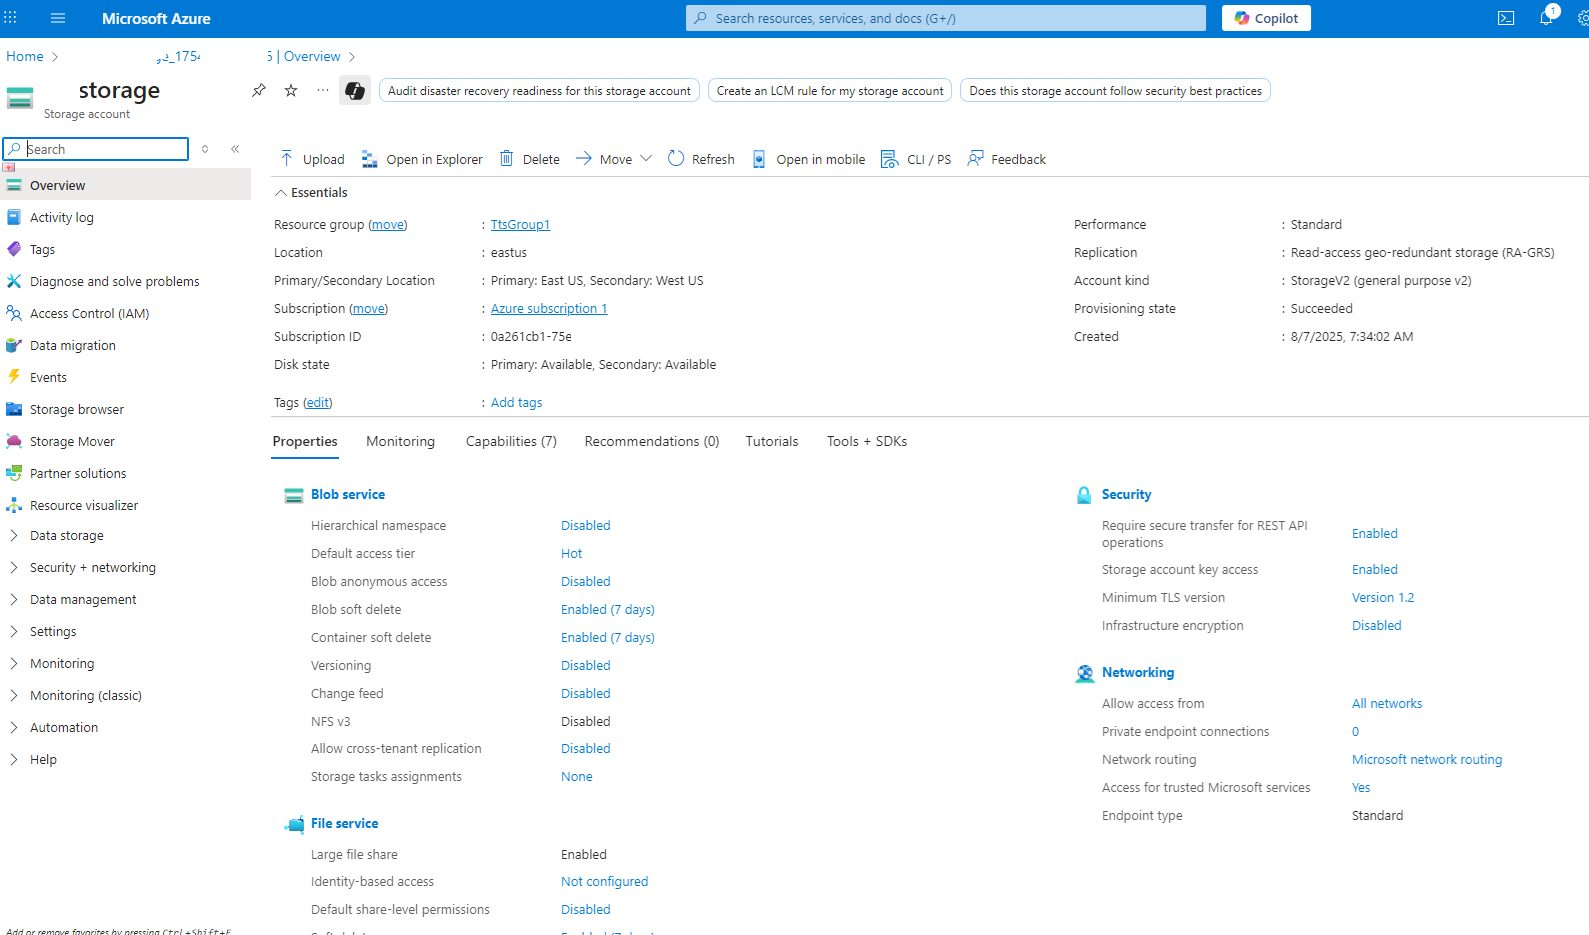 Microsoft Azure
Search resources, services, and docs (G+/)
Copilot
1
Home
_1754
5 | Overview
storage
Storage account
Audit disaster recovery readiness for this storage account
Create an LCM rule for my storage account
Does this storage account follow security best practices
Search
Upload
Open in Explorer
Delete
Move
Refresh
Open in mobile
CLI / PS
Feedback
Overview
Activity log
Tags
Diagnose and solve problems
Access Control (IAM)
Data migration
Events
Storage browser
Storage Mover
Partner solutions
Resource visualizer
Data storage
Security + networking
Data management
Settings
Monitoring
Monitoring (classic)
Automation
Help
Add or remove favorites by pressing Ctrl+Shift+F
Essentials
Resource group (move) : TtsGroup1
Location : eastus
Primary/Secondary Location : Primary: East US, Secondary: West US
Subscription (move) : Azure subscription 1
Subscription ID : 0a261cb1-75e
Disk state : Primary: Available, Secondary: Available
Tags (edit) : Add tags
Performance : Standard
Replication : Read-access geo-redundant storage (RA-GRS)
Account kind : StorageV2 (general purpose v2)
Provisioning state : Succeeded
Created : 8/7/2025, 7:34:02 AM
Properties
Monitoring
Capabilities (7)
Recommendations (0)
Tutorials
Tools + SDKs
Blob service
Hierarchical namespace Disabled
Default access tier Hot
Blob anonymous access Disabled
Blob soft delete Enabled (7 days)
Container soft delete Enabled (7 days)
Versioning Disabled
Change feed Disabled
NFS v3 Disabled
Allow cross-tenant replication Disabled
Storage tasks assignments None
File service
Large file share Enabled
Identity-based access Not configured
Default share-level permissions Disabled
Security
Require secure transfer for REST API
operations Enabled
Storage account key access Enabled
Minimum TLS version Version 1.2
Infrastructure encryption Disabled
Networking
Allow access from All networks
Private endpoint connections 0
Network routing Microsoft network routing
Access for trusted Microsoft services Yes
Endpoint type Standard